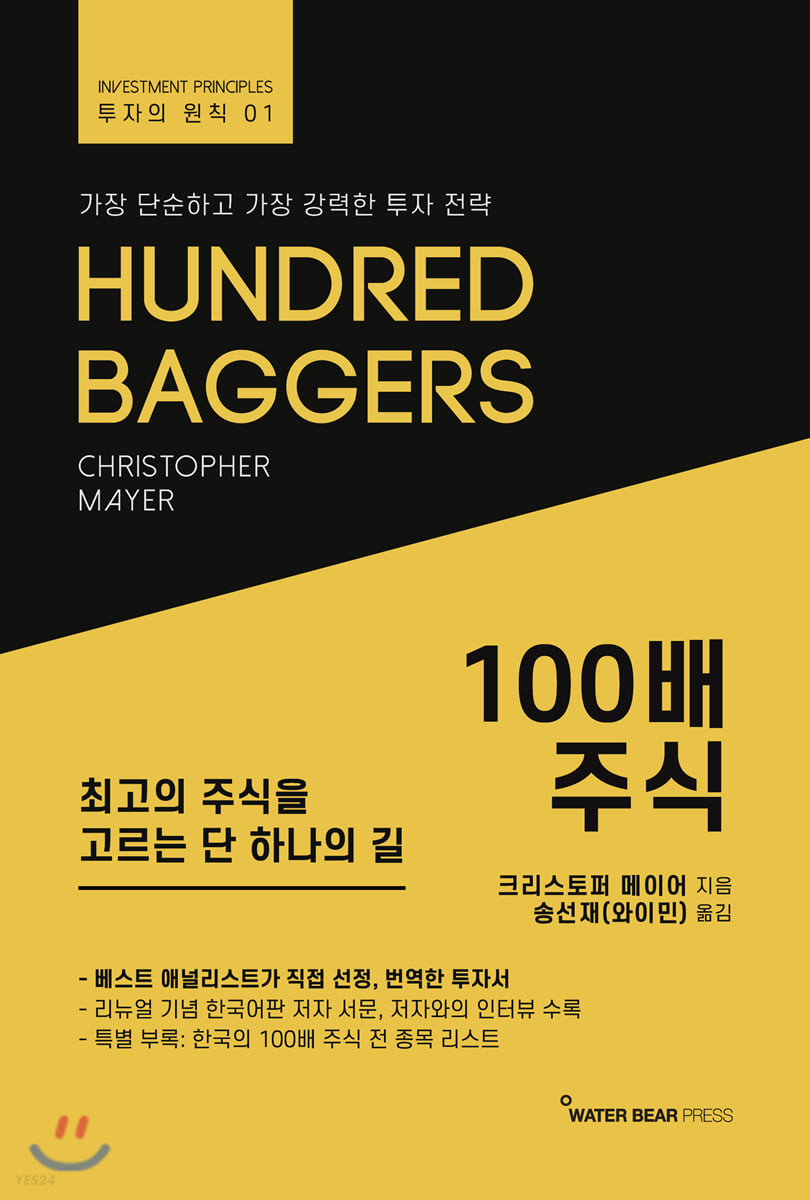 INVESTMENT PRINCIPLES
투자의 원칙 01
가장 단순하고 가장 강력한 투자 전략
HUNDRED
BAGGERS
CHRISTOPHER
MAYER
100배
주식
최고의 주식을
고르는 단 하나의 길
크리스토퍼 메이어 지음
송선재(와이민) 옮김
- 베스트 애널리스트가 직접 선정, 번역한 투자서
- 리뉴얼 기념 한국어판 저자 서문, 저자와의 인터뷰 수록
- 특별 부록: 한국의 100배 주식 전 종목 리스트
WATER BEAR PRESS
YES24